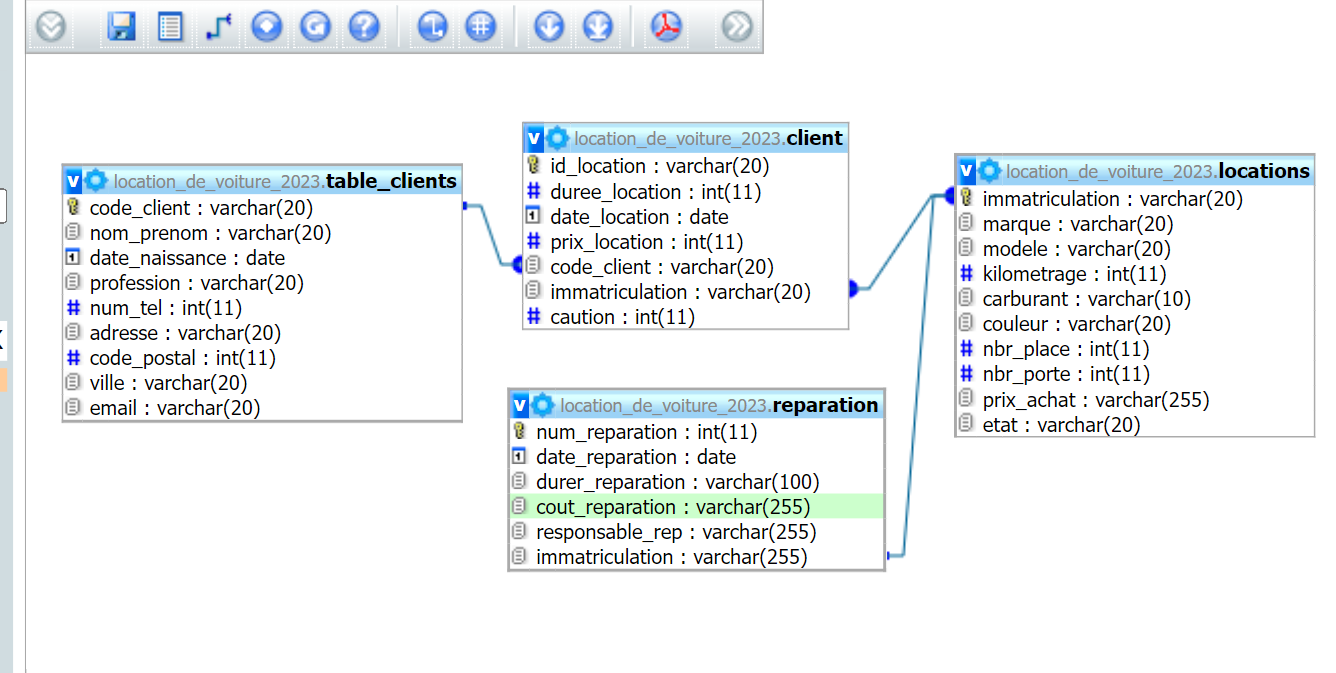 location_de_voiture_2023.table_clients
code_client : varchar(20)
nom_prenom : varchar(20)
date_naissance : date
profession : varchar(20)
num_tel : int(11)
adresse : varchar(20)
code_postal : int(11)
ville : varchar(20)
email : varchar(20)
location_de_voiture_2023.client
id_location : varchar(20)
duree_location : int(11)
date_location : date
prix_location : int(11)
code_client : varchar(20)
immatriculation : varchar(20)
caution : int(11)
location_de_voiture_2023.reparation
num_reparation : int(11)
date_reparation : date
durer_reparation : varchar(100)
cout_reparation : varchar(255)
responsable_rep : varchar(255)
immatriculation : varchar(255)
location_de_voiture_2023.locations
immatriculation : varchar(20)
marque : varchar(20)
modele : varchar(20)
kilometrage : int(11)
carburant : varchar(10)
couleur : varchar(20)
nbr_place : int(11)
nbr_porte : int(11)
prix_achat : varchar(255)
etat : varchar(20)